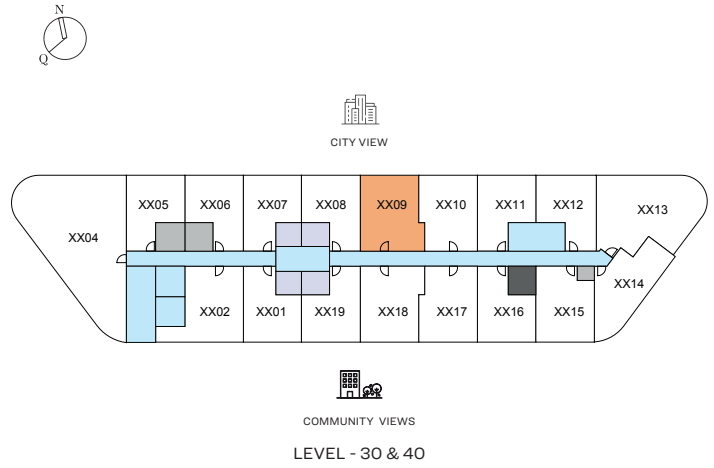 N
Q
CITY VIEW
XX05 XX06 XX07 XX08 XX09 XX10 XX11 XX12 XX13
XX04
XX14
XX02 XX01 XX19 XX18 XX17 XX16 XX15
COMMUNITY VIEWS
LEVEL - 30 & 40